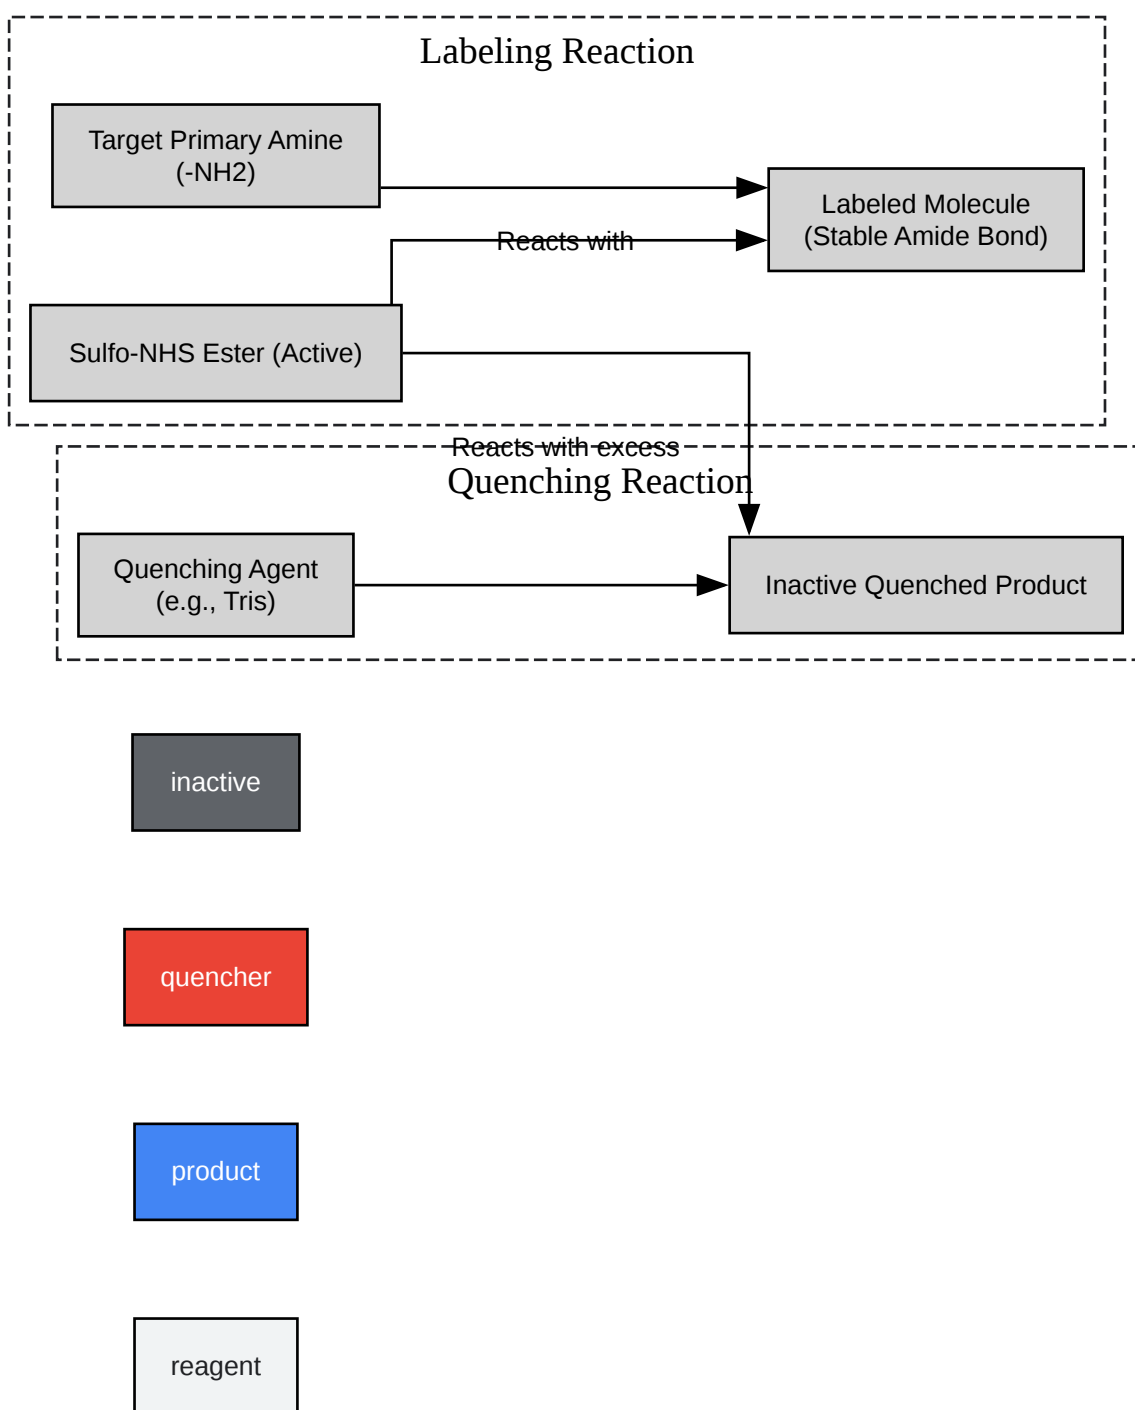 Labeling Reaction
Target Primary Amine
(-NH2)
Labeled Molecule
(Stable Amide Bond)
Reacts with
Sulfo-NHS Ester (Active)
Reacts with excess
Quenching Reaction
Quenching Agent
(e.g., Tris)
Inactive Quenched Product
inactive
quencher
product
reagent